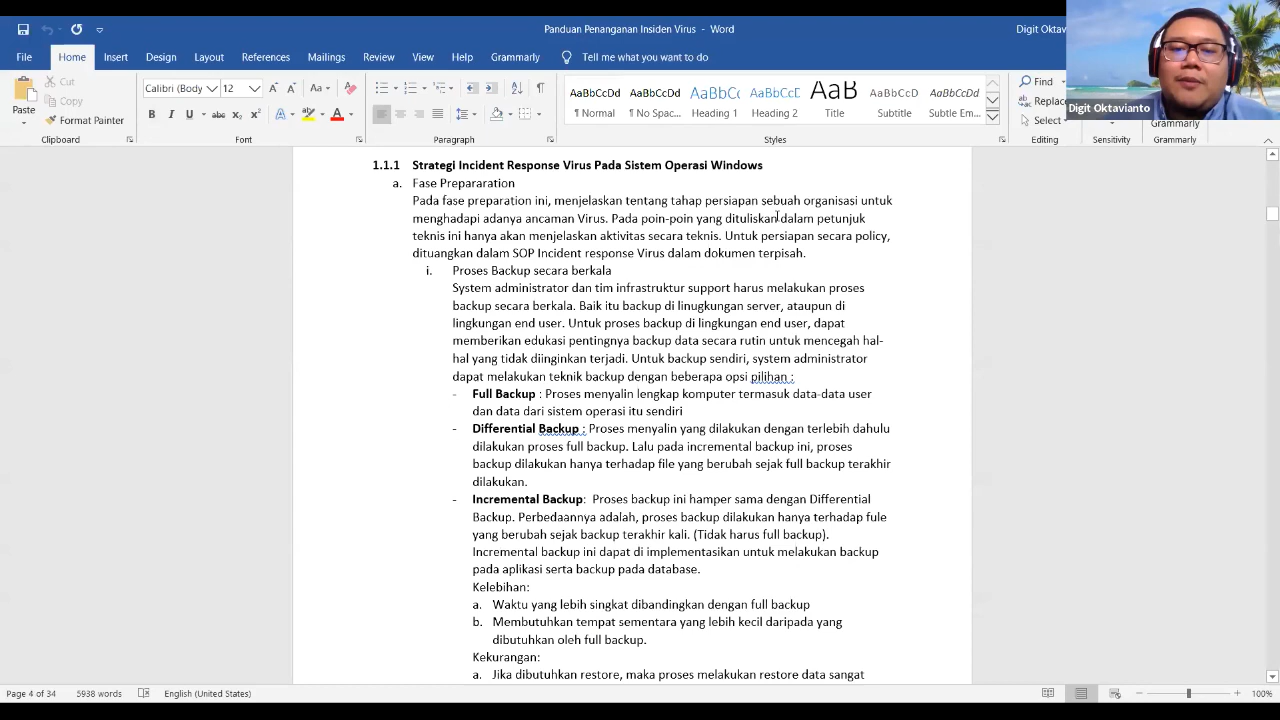 Panduan Penanganan Insiden Virus - Word
Digit Oktav
File Home Insert Design Layout References Mailings Review View Help Grammarly Tell me what you want to do
Digit Oktavianto
Paste
Cut
Copy
Format Painter
Clipboard
Calibri (Body 12
Font
Paragraph
AaBbCcDd AaBbCcDd AaBbCc AaBbCcC AaB AaBbCcD AaBbCcDd
¶ Normal ¶ No Spac... Heading 1 Heading 2 Title Subtitle Subtle Em...
Styles
Find
Replac
Select
Editing
Sensitivity
Grammarly
1.1.1 Strategi Incident Response Virus Pada Sistem Operasi Windows
a. Fase Prepararation
Pada fase preparation ini, menjelaskan tentang tahap persiapan sebuah organisasi untuk
menghadapi adanya ancaman Virus. Pada poin-poin yang dituliskan dalam petunjuk
teknis ini hanya akan menjelaskan aktivitas secara teknis. Untuk persiapan secara policy,
dituangkan dalam SOP Incident response Virus dalam dokumen terpisah.
i. Proses Backup secara berkala
System administrator dan tim infrastruktur support harus melakukan proses
backup secara berkala. Baik itu backup di linugkungan server, ataupun di
lingkungan end user. Untuk proses backup di lingkungan end user, dapat
memberikan edukasi pentingnya backup data secara rutin untuk mencegah hal-
hal yang tidak diinginkan terjadi. Untuk backup sendiri, system administrator
dapat melakukan teknik backup dengan beberapa opsi pilihan :
- Full Backup : Proses menyalin lengkap komputer termasuk data-data user
dan data dari sistem operasi itu sendiri
- Differential Backup : Proses menyalin yang dilakukan dengan terlebih dahulu
dilakukan proses full backup. Lalu pada incremental backup ini, proses
backup dilakukan hanya terhadap file yang berubah sejak full backup terakhir
dilakukan.
- Incremental Backup: Proses backup ini hamper sama dengan Differential
Backup. Perbedaannya adalah, proses backup dilakukan hanya terhadap fule
yang berubah sejak backup terakhir kali. (Tidak harus full backup).
Incremental backup ini dapat di implementasikan untuk melakukan backup
pada aplikasi serta backup pada database.
Kelebihan:
a. Waktu yang lebih singkat dibandingkan dengan full backup
b. Membutuhkan tempat sementara yang lebih kecil daripada yang
dibutuhkan oleh full backup.
Kekurangan:
a. Jika dibutuhkan restore, maka proses melakukan restore data sangat
Page 4 of 34 5938 words English (United States) 100%